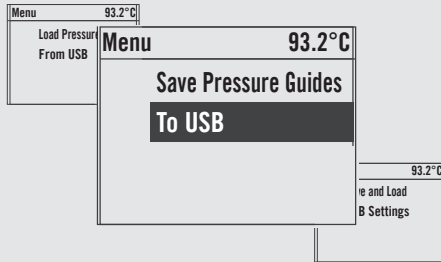 Menu 93.2°C
Load Pressure
From USB
Menu 93.2°C
Save Pressure Guides
To USB
93.2°C
and Load
Settings